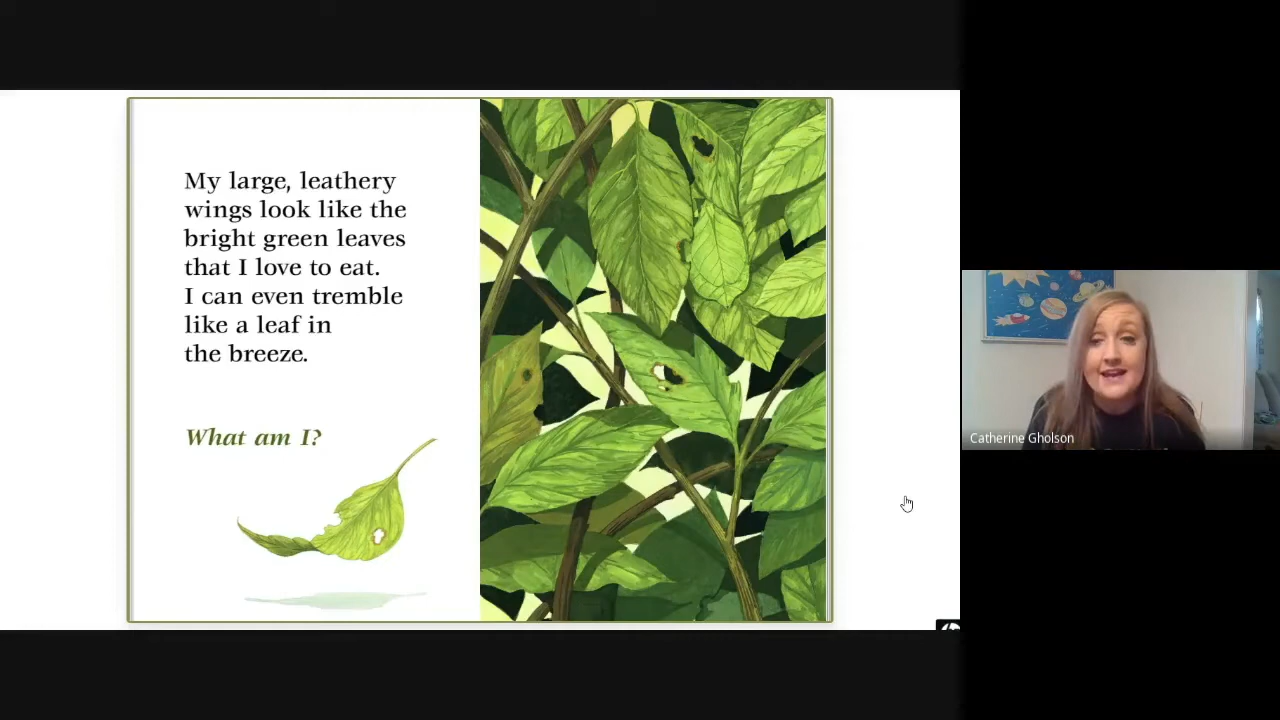 My large, leathery
wings look like the
bright green leaves
that I love to eat.
I can even tremble
like a leaf in
the breeze.
What am I?
Catherine Gholson